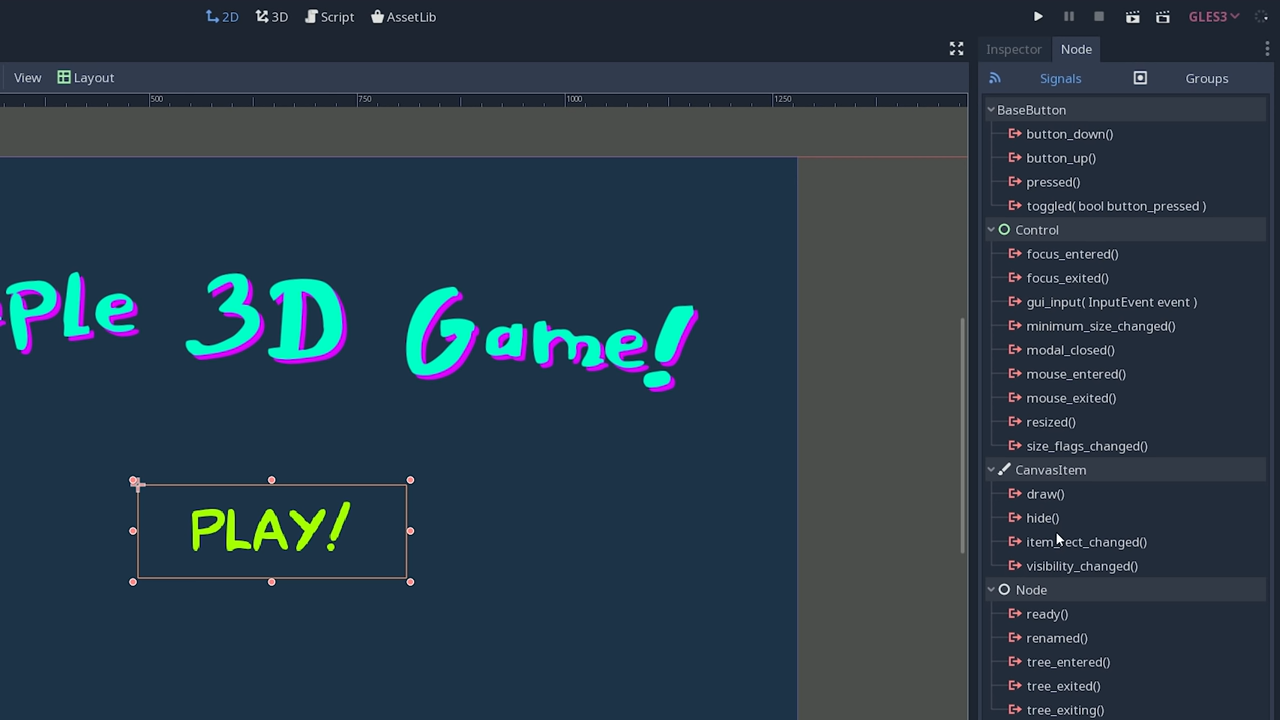 2D 3D Script AssetLib GLES3
Inspector Node
View Layout
Signals Groups
500 750 1000 1250
BaseButton
button_down()
button_up()
pressed()
toggled( bool button_pressed )
Control
focus_entered()
focus_exited()
gui_input( InputEvent event )
minimum_size_changed()
modal_closed()
mouse_entered()
mouse_exited()
resized()
size_flags_changed()
CanvasItem
draw()
hide()
item_rect_changed()
visibility_changed()
Node
ready()
renamed()
tree_entered()
tree_exited()
tree_exiting()
ple 3D Game!
PLAY!